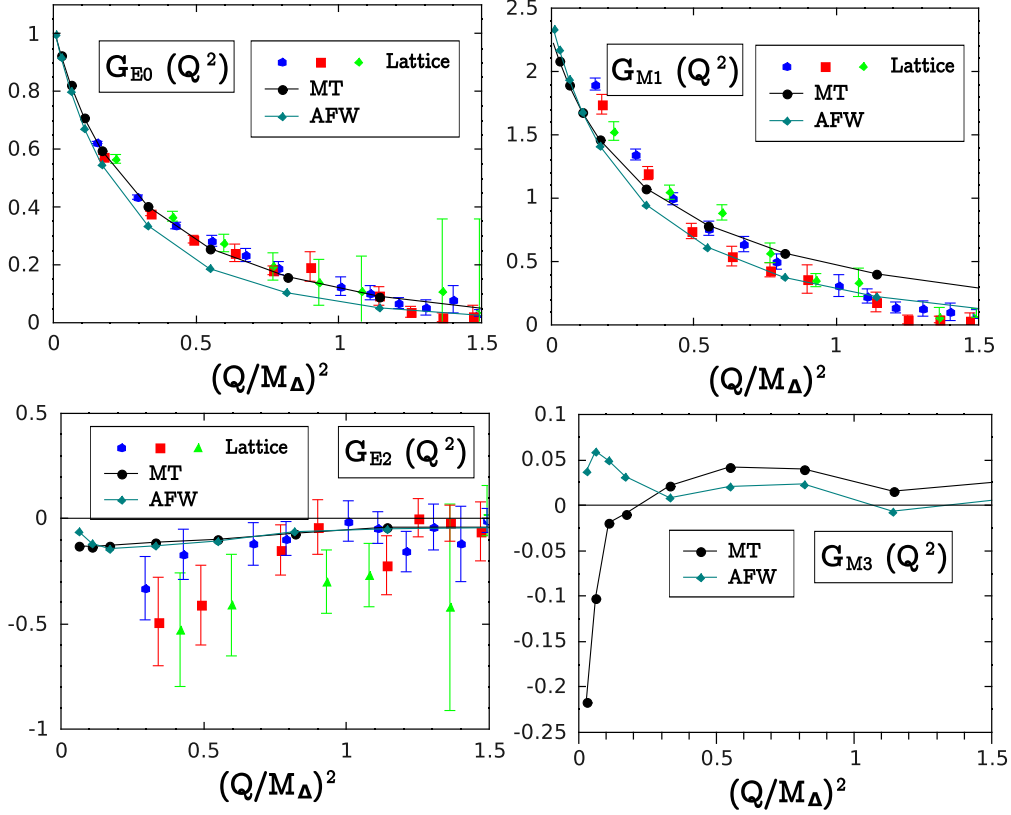 G_E0 (Q^2)
Lattice
MT
AFW
1
0.8
0.6
0.4
0.2
0
0
0.5
1
1.5
(Q/M_Δ)^2
G_M1 (Q^2)
Lattice
MT
AFW
2.5
2
1.5
1
0.5
0
0
0.5
1
1.5
(Q/M_Δ)^2
G_E2 (Q^2)
Lattice
MT
AFW
0.5
0
-0.5
-1
0
0.5
1
1.5
(Q/M_Δ)^2
G_M3 (Q^2)
MT
AFW
0.1
0.05
0
-0.05
-0.1
-0.15
-0.2
-0.25
0
0.5
1
1.5
(Q/M_Δ)^2